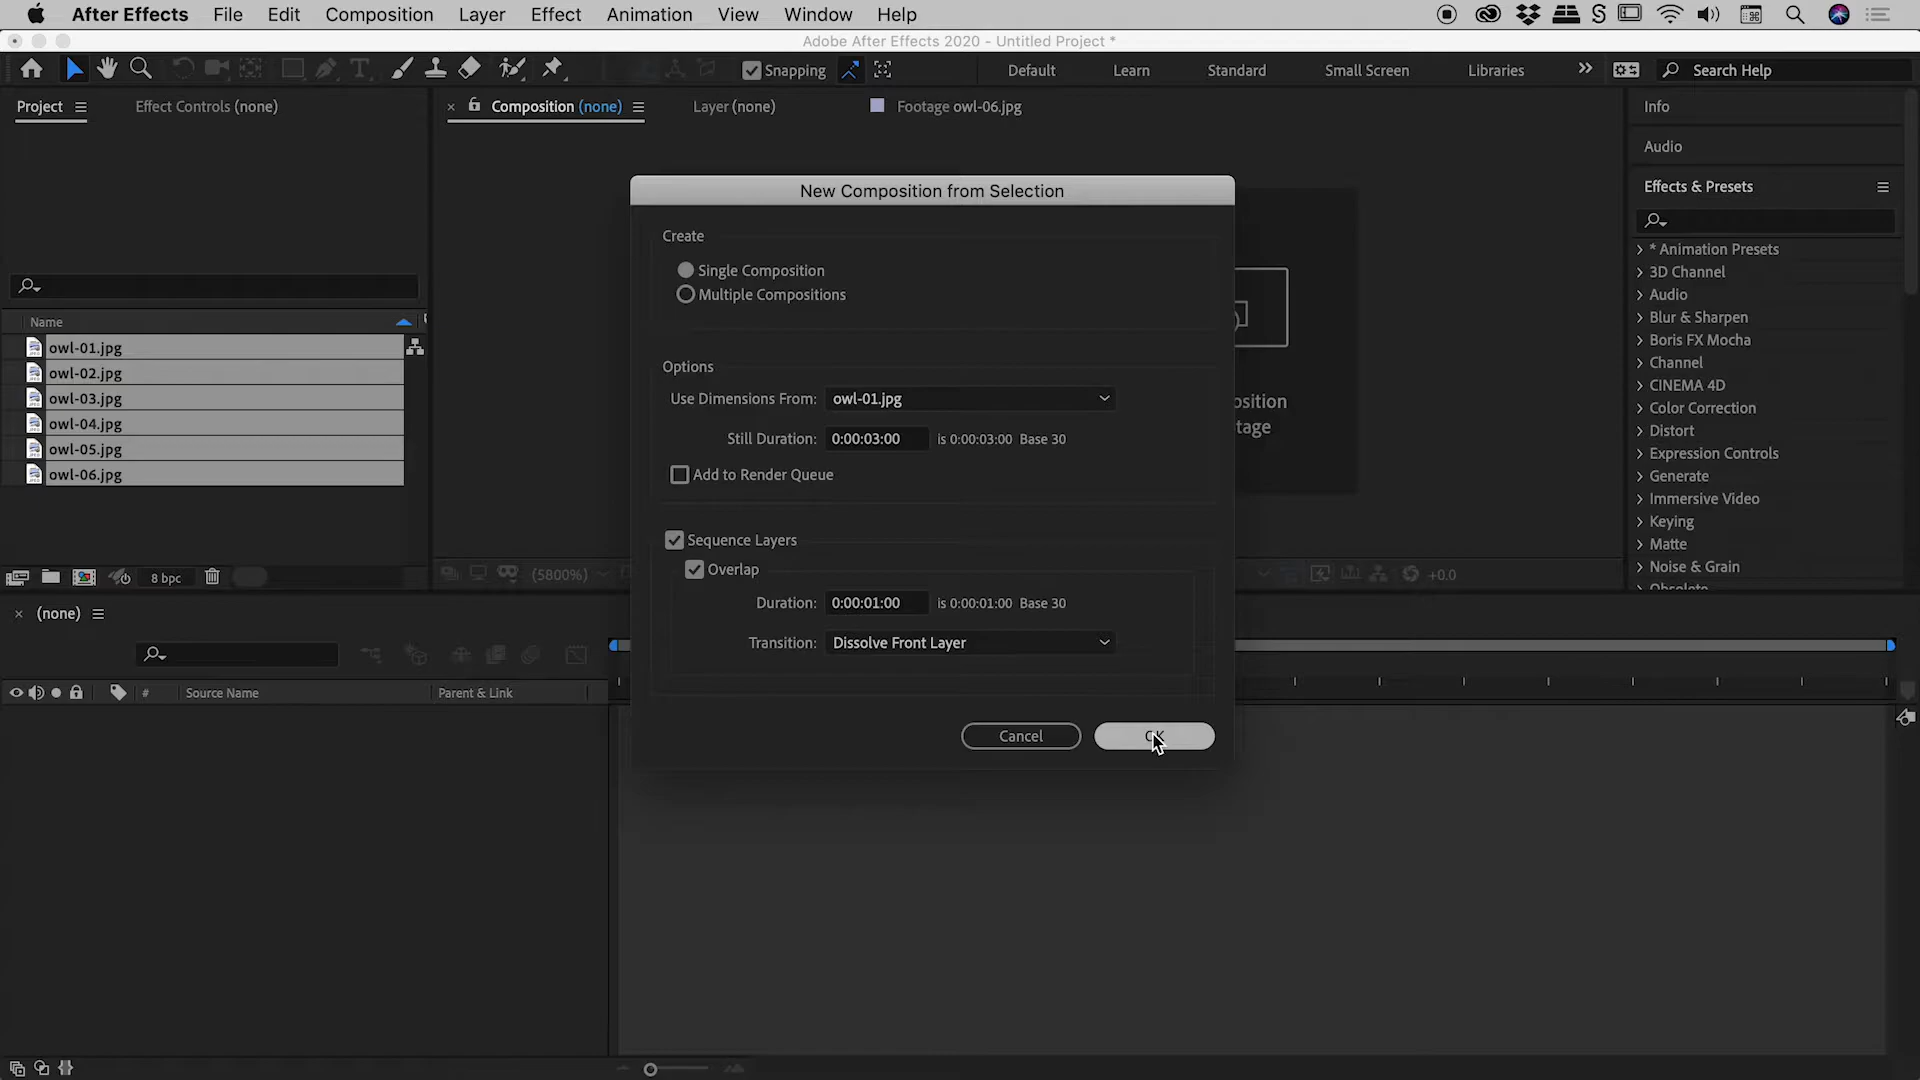 After Effects File Edit Composition Layer Effect Animation View Window Help
Adobe After Effects 2020 - Untitled Project *
T Snapping Default Learn Standard Small Screen Libraries Search Help
Project Effect Controls (none) Composition (none) Layer (none) Footage owl-06.jpg
Info
Audio
Effects & Presets
* Animation Presets
3D Channel
Audio
Blur & Sharpen
Boris FX Mocha
Channel
CINEMA 4D
Color Correction
Distort
Expression Controls
Generate
Immersive Video
Keying
Matte
Noise & Grain
Obsolete
Name
owl-01.jpg
owl-02.jpg
owl-03.jpg
owl-04.jpg
owl-05.jpg
owl-06.jpg
8 bpc
(5800%)
+0.0
New Composition from Selection
Create
Single Composition
Multiple Compositions
Options
Use Dimensions From: owl-01.jpg
Still Duration: 0:00:03:00 is 0:00:03:00 Base 30
Add to Render Queue
Sequence Layers
Overlap
Duration: 0:00:01:00 is 0:00:01:00 Base 30
Transition: Dissolve Front Layer
Cancel OK
(none)
# Source Name Parent & Link